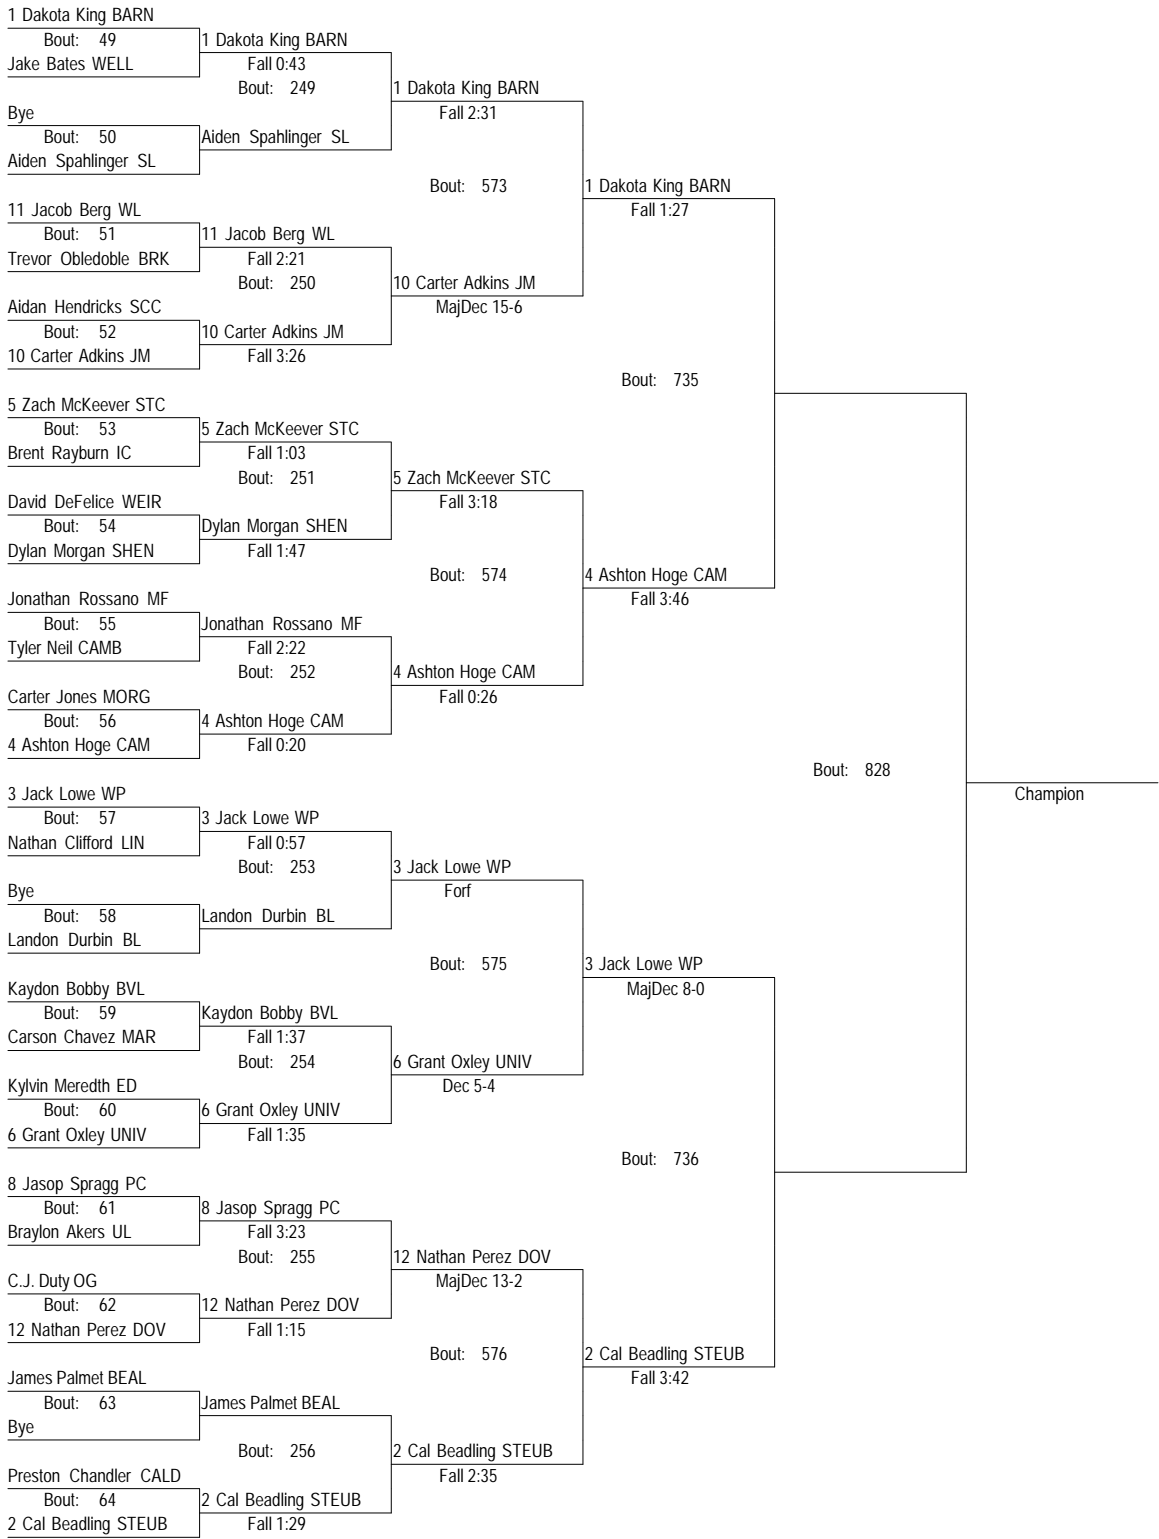 1 Dakota King BARN
Bout: 49
1 Dakota King BARN
Jake Bates WELL
Fall 0:43
Bout: 249
1 Dakota King BARN
Bye
Fall 2:31
Bout: 50
Aiden Spahlinger SL
Aiden Spahlinger SL
Bout: 573
1 Dakota King BARN
11 Jacob Berg WL
Fall 1:27
Bout: 51
11 Jacob Berg WL
Trevor Obledoble BRK
Fall 2:21
Bout: 250
10 Carter Adkins JM
Aidan Hendricks SCC
MajDec 15-6
Bout: 52
10 Carter Adkins JM
10 Carter Adkins JM
Fall 3:26
Bout: 735
5 Zach McKeever STC
Bout: 53
5 Zach McKeever STC
Brent Rayburn IC
Fall 1:03
Bout: 251
5 Zach McKeever STC
David DeFelice WEIR
Fall 3:18
Bout: 54
Dylan Morgan SHEN
Dylan Morgan SHEN
Fall 1:47
Bout: 574
4 Ashton Hoge CAM
Jonathan Rossano MF
Fall 3:46
Bout: 55
Jonathan Rossano MF
Tyler Neil CAMB
Fall 2:22
Bout: 252
4 Ashton Hoge CAM
Carter Jones MORG
Fall 0:26
Bout: 56
4 Ashton Hoge CAM
4 Ashton Hoge CAM
Fall 0:20
Bout: 828
3 Jack Lowe WP
Champion
Bout: 57
3 Jack Lowe WP
Nathan Clifford LIN
Fall 0:57
Bout: 253
3 Jack Lowe WP
Bye
Forf
Bout: 58
Landon Durbin BL
Landon Durbin BL
Bout: 575
3 Jack Lowe WP
Kaydon Bobby BVL
MajDec 8-0
Bout: 59
Kaydon Bobby BVL
Carson Chavez MAR
Fall 1:37
Bout: 254
6 Grant Oxley UNIV
Kylvin Meredth ED
Dec 5-4
Bout: 60
6 Grant Oxley UNIV
6 Grant Oxley UNIV
Fall 1:35
Bout: 736
8 Jasop Spragg PC
Bout: 61
8 Jasop Spragg PC
Braylon Akers UL
Fall 3:23
Bout: 255
12 Nathan Perez DOV
C.J. Duty OG
MajDec 13-2
Bout: 62
12 Nathan Perez DOV
12 Nathan Perez DOV
Fall 1:15
Bout: 576
2 Cal Beadling STEUB
James Palmet BEAL
Fall 3:42
Bout: 63
James Palmet BEAL
Bye
Bout: 256
2 Cal Beadling STEUB
Preston Chandler CALD
Fall 2:35
Bout: 64
2 Cal Beadling STEUB
2 Cal Beadling STEUB
Fall 1:29